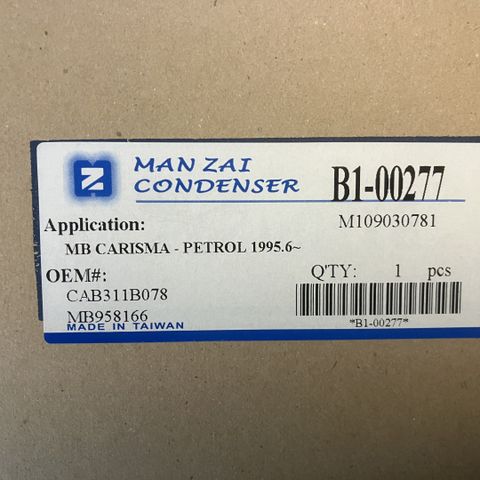 MAN ZAI
CONDENSER
B1-00277
M109030781
Application:
MB CARISMA - PETROL 1995.6~
OEM#:
CAB311B078
MB958166
Q'TY: 1 pcs
*B1-00277*
MADE IN TAIWAN